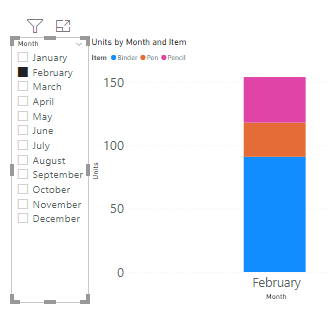 Month
January
February
March
April
May
June
July
August
September
October
November
December
Units by Month and Item
Item Binder Pen Pencil
150
100
50
0
Units
February
Month